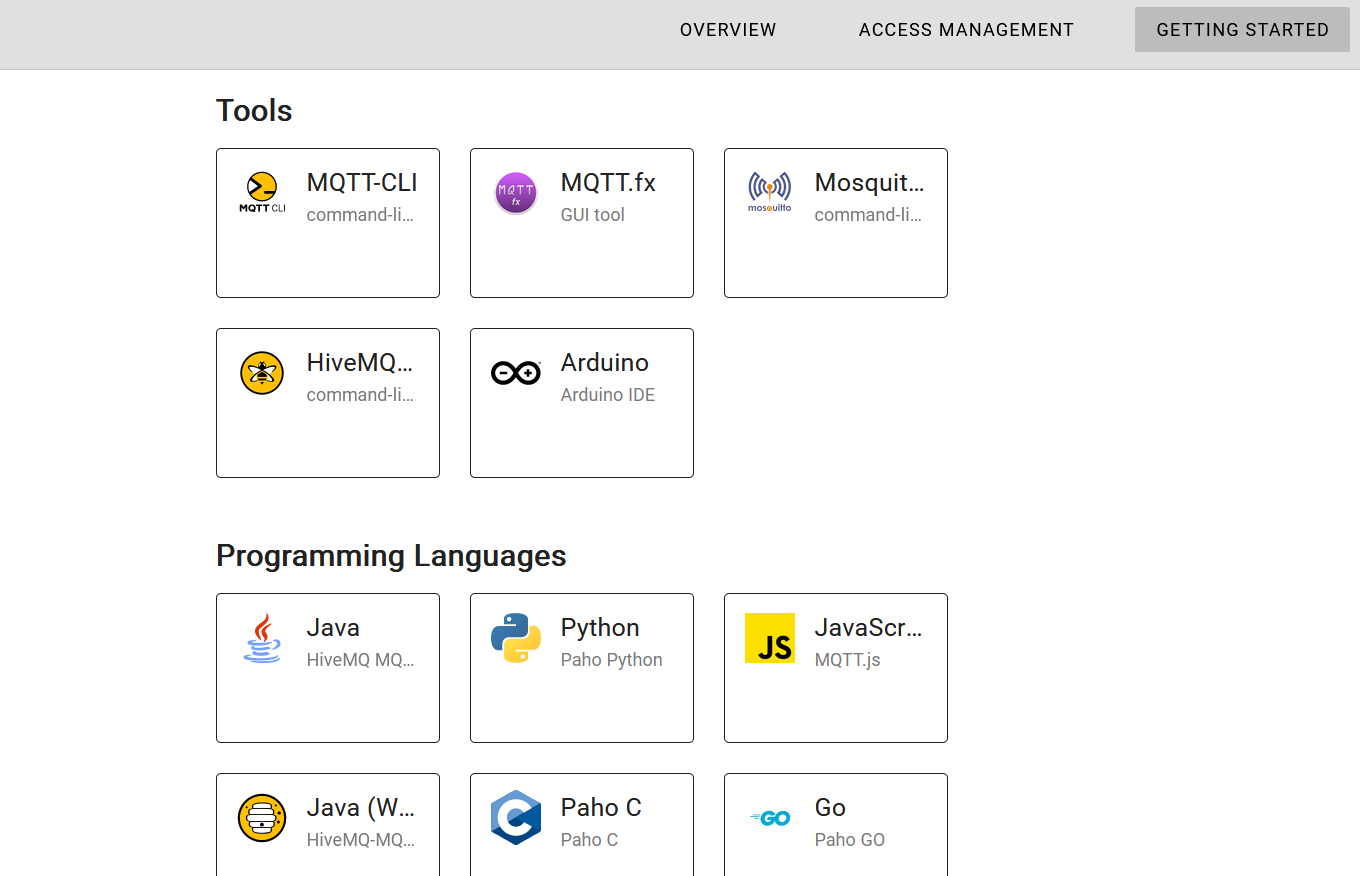 OVERVIEW ACCESS MANAGEMENT GETTING STARTED
Tools
MQTT-CLI
command-li...
MQTT CLI
MQTT.fx
GUI tool
MQTT
fx
Mosquit...
command-li...
mosquitto
HiveMQ...
command-li...
Arduino
Arduino IDE
Programming Languages
Java
HiveMQ MQ...
Python
Paho Python
JavaScr...
MQTT.js
JS
Java (W...
HiveMQ-MQ...
Paho C
Paho C
C
Go
Paho GO
GO